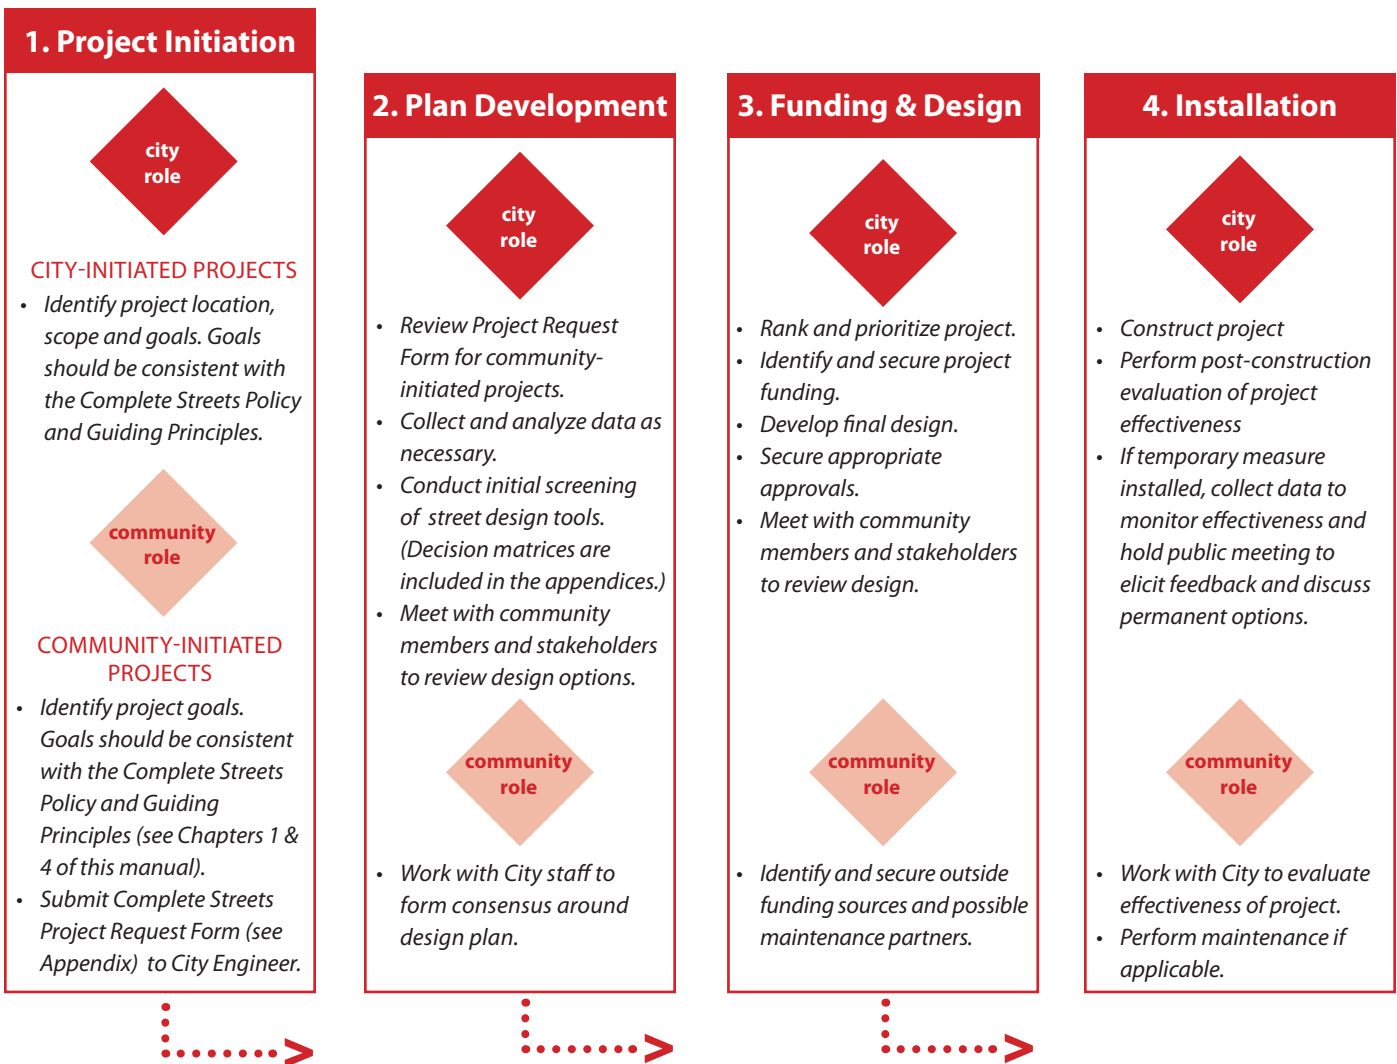 1. Project Initiation
city
role
CITY-INITIATED PROJECTS
• Identify project location,
scope and goals. Goals
should be consistent with
the Complete Streets Policy
and Guiding Principles.
community
role
COMMUNITY-INITIATED
PROJECTS
• Identify project goals.
Goals should be consistent
with the Complete Streets
Policy and Guiding
Principles (see Chapters 1 &
4 of this manual).
• Submit Complete Streets
Project Request Form (see
Appendix) to City Engineer.
2. Plan Development
city
role
• Review Project Request
Form for community-
initiated projects.
• Collect and analyze data as
necessary.
• Conduct initial screening
of street design tools.
(Decision matrices are
included in the appendices.)
• Meet with community
members and stakeholders
to review design options.
community
role
• Work with City staff to
form consensus around
design plan.
3. Funding & Design
city
role
• Rank and prioritize project.
• Identify and secure project
funding.
• Develop final design.
• Secure appropriate
approvals.
• Meet with community
members and stakeholders
to review design.
community
role
• Identify and secure outside
funding sources and possible
maintenance partners.
4. Installation
city
role
• Construct project
• Perform post-construction
evaluation of project
effectiveness
• If temporary measure
installed, collect data to
monitor effectiveness and
hold public meeting to
elicit feedback and discuss
permanent options.
community
role
• Work with City to evaluate
effectiveness of project.
• Perform maintenance if
applicable.